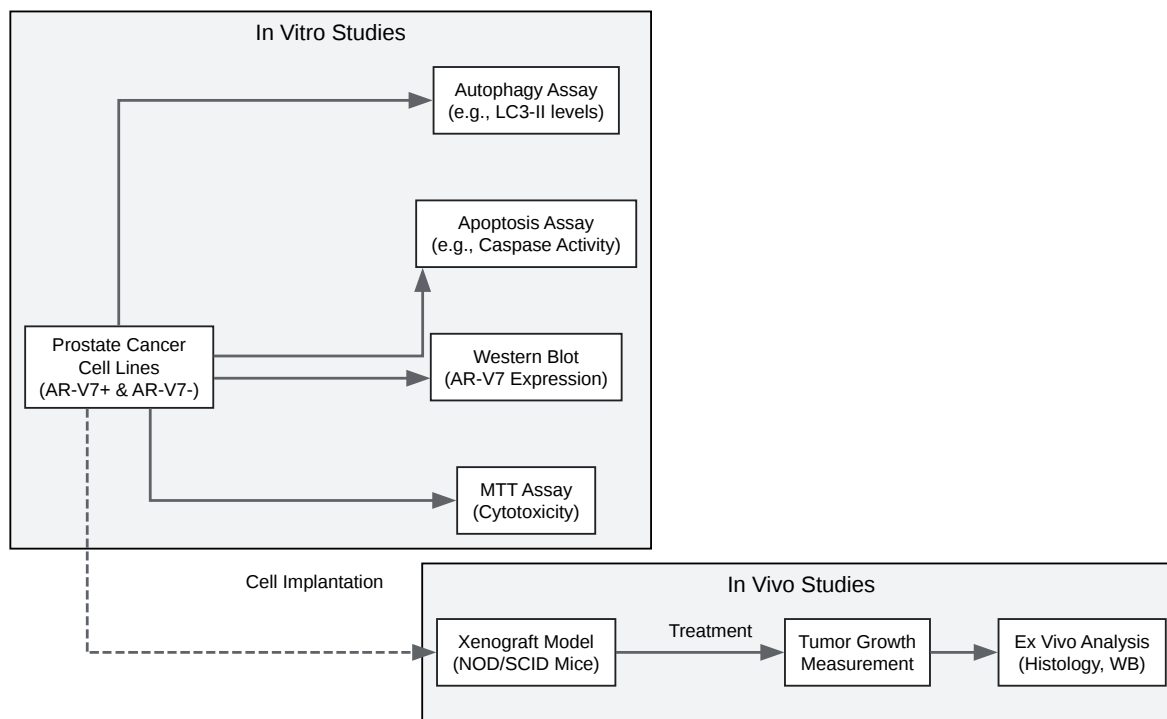 In Vitro Studies
Autophagy Assay
(e.g., LC3-II levels)
Apoptosis Assay
(e.g., Caspase Activity)
Prostate Cancer
Cell Lines
(AR-V7+ & AR-V7-)
Western Blot
(AR-V7 Expression)
MTT Assay
(Cytotoxicity)
Cell Implantation
In Vivo Studies
Xenograft Model
(NOD/SCID Mice)
Treatment
Tumor Growth
Measurement
Ex Vivo Analysis
(Histology, WB)